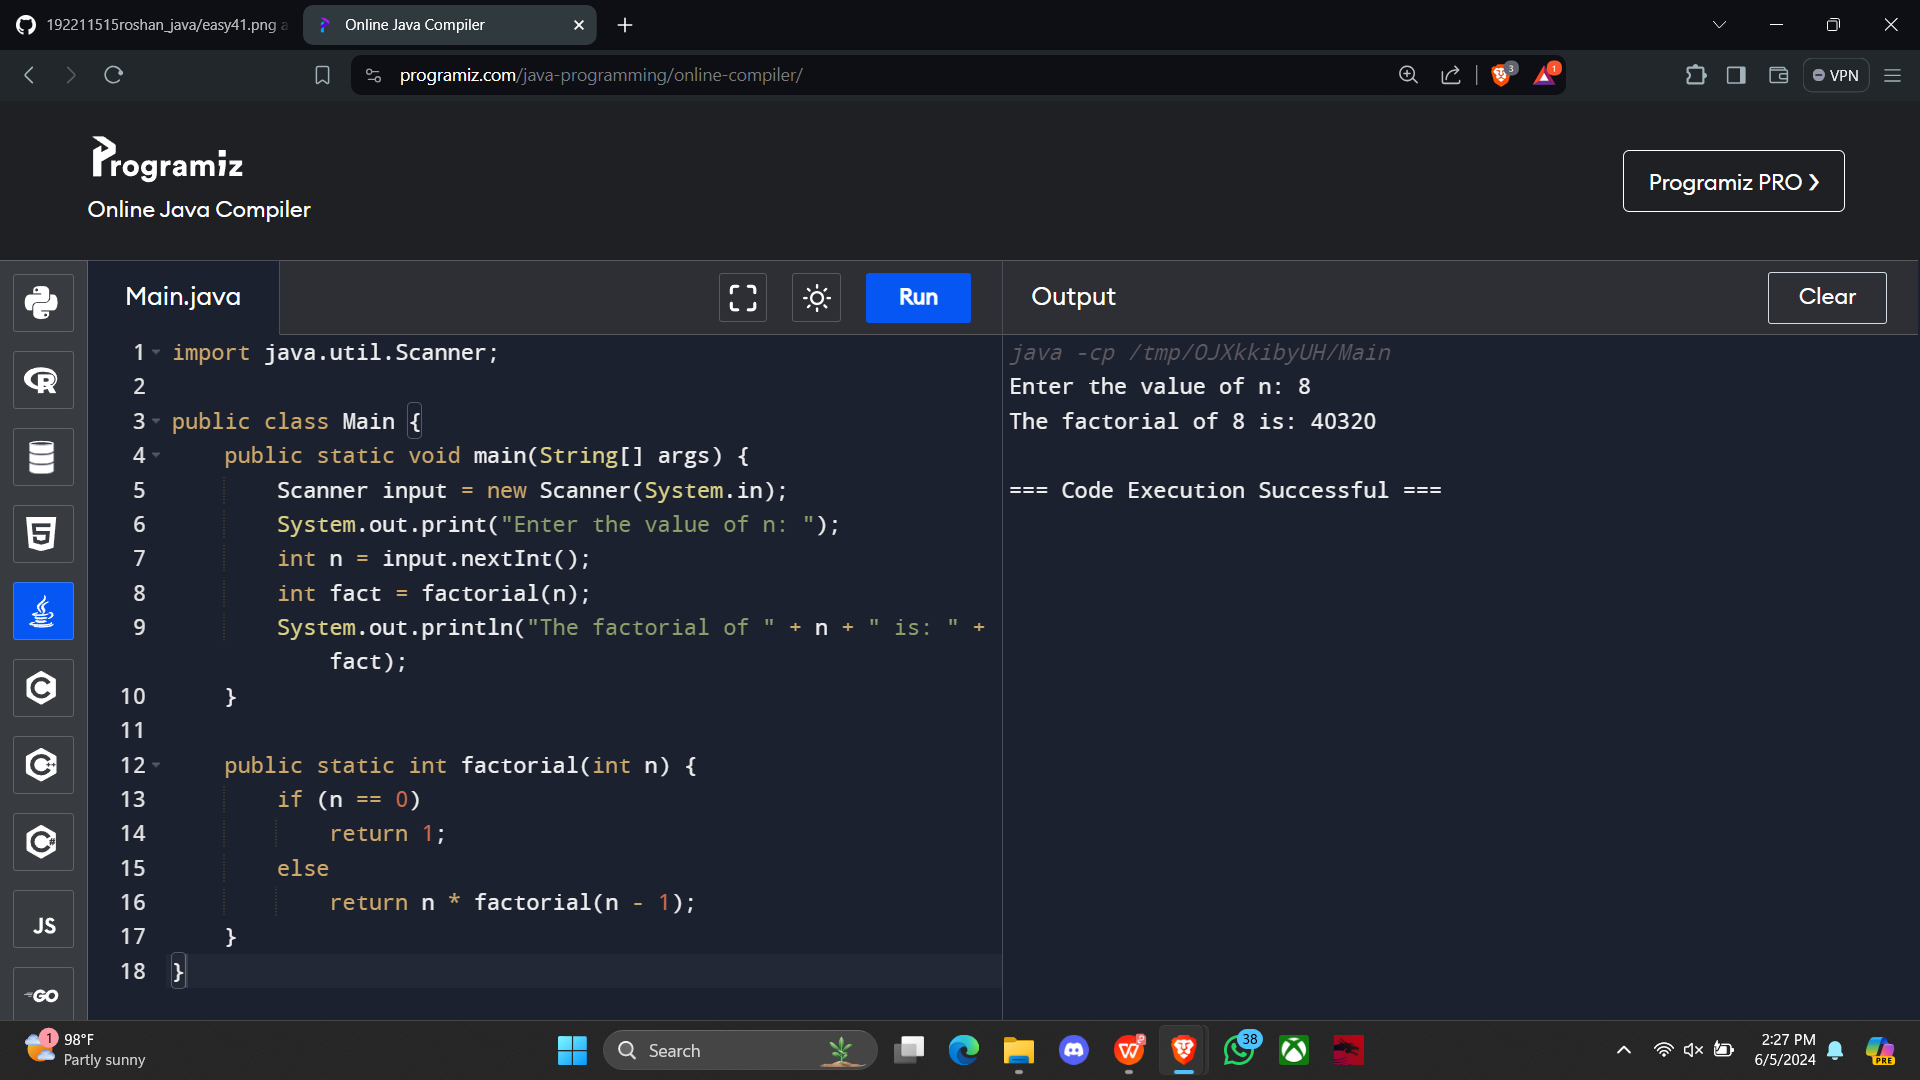 192211515roshan_java/easy41.png a
Online Java Compiler
programiz.com/java-programming/online-compiler/
3
1
VPN
Programiz
Online Java Compiler
Programiz PRO ❯
Main.java
Run
Output
Clear
1 import java.util.Scanner;
2
3 public class Main {
4     public static void main(String[] args) {
5         Scanner input = new Scanner(System.in);
6         System.out.print("Enter the value of n: ");
7         int n = input.nextInt();
8         int fact = factorial(n);
9         System.out.println("The factorial of " + n + " is: " +
            fact);
10     }
11
12     public static int factorial(int n) {
13         if (n == 0)
14             return 1;
15         else
16             return n * factorial(n - 1);
17     }
18 }
java -cp /tmp/OJXkkibyUH/Main
Enter the value of n: 8
The factorial of 8 is: 40320
=== Code Execution Successful ===
R
5
C
C++
C#
JS
GO
1
98°F
Partly sunny
Search
38
2:27 PM
6/5/2024
PRE